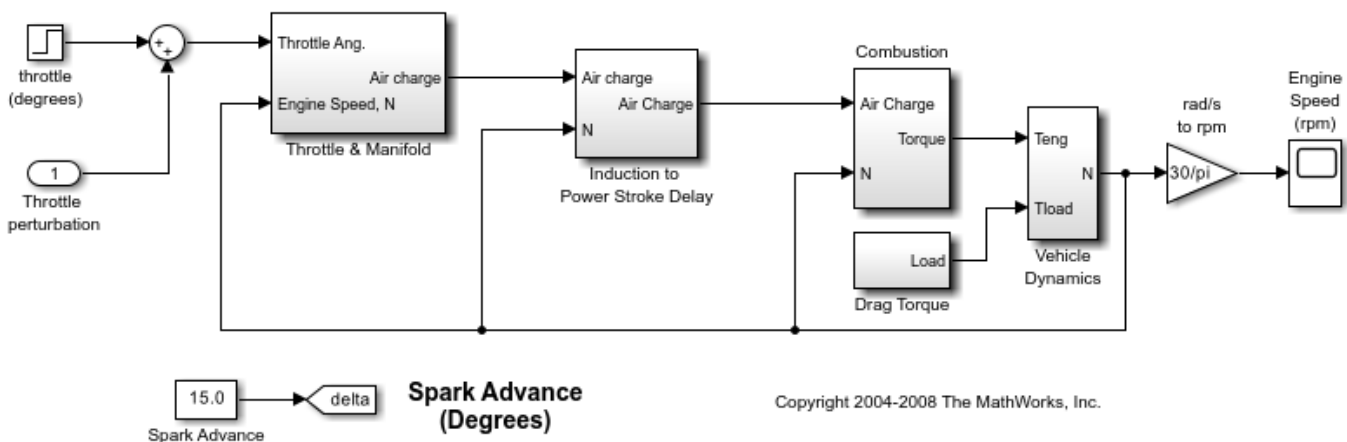 throttle
(degrees)
+
+
1
Throttle
perturbation
Throttle Ang.
Air charge
Engine Speed, N
Throttle & Manifold
Air charge
Air Charge
N
Induction to
Power Stroke Delay
Combustion
Air Charge
Torque
N
Load
Drag Torque
Teng
N
Tload
Vehicle
Dynamics
rad/s
to rpm
30/pi
Engine
Speed
(rpm)
15.0
Spark Advance
delta
Spark Advance
(Degrees)
Copyright 2004-2008 The MathWorks, Inc.